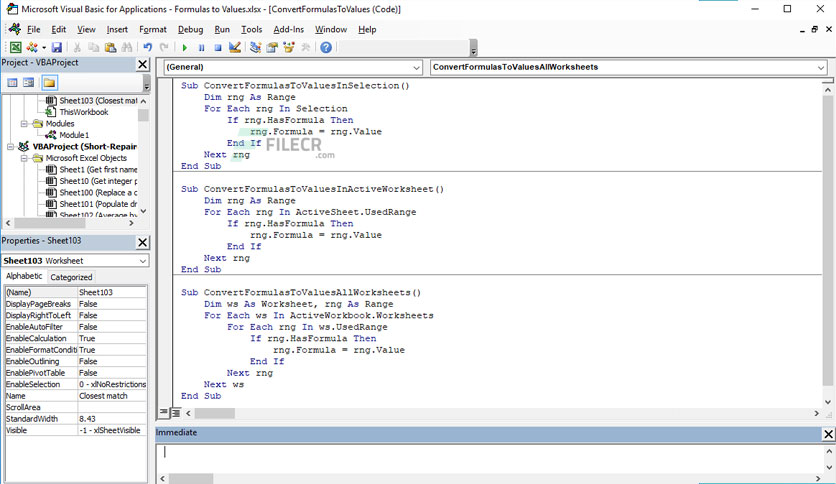 Microsoft Visual Basic for Applications - Formulas to Values.xlsx - [ConvertFormulasToValues (Code)]
File Edit View Insert Format Debug Run Tools Add-Ins Window Help
Project - VBAProject
Sheet103 (Closest mat
ThisWorkbook
Modules
Module1
VBAProject (Short-Repair
Microsoft Excel Objects
Sheet1 (Get first name
Sheet10 (Get integer p
Sheet100 (Replace a c
Sheet101 (Populate dr
Sheet102 (Average by
Properties - Sheet103
Sheet103 Worksheet
Alphabetic Categorized
(Name) Sheet103
DisplayPageBreaks False
DisplayRightToLeft False
EnableAutoFilter False
EnableCalculation True
EnableFormatConditi True
EnableOutlining False
EnablePivotTable False
EnableSelection 0 - xlNoRestrictions
Name Closest match
ScrollArea
StandardWidth 8.43
Visible -1 - xlSheetVisible
(General) ConvertFormulasToValuesAllWorksheets
Sub ConvertFormulasToValuesInSelection()
Dim rng As Range
For Each rng In Selection
If rng.HasFormula Then
rng.Formula = rng.Value
End If
Next rng
End Sub
FILECR
.com
Sub ConvertFormulasToValuesInActiveWorksheet()
Dim rng As Range
For Each rng In ActiveSheet.UsedRange
If rng.HasFormula Then
rng.Formula = rng.Value
End If
Next rng
End Sub
Sub ConvertFormulasToValuesAllWorksheets()
Dim ws As Worksheet, rng As Range
For Each ws In ActiveWorkbook.Worksheets
For Each rng In ws.UsedRange
If rng.HasFormula Then
rng.Formula = rng.Value
End If
Next rng
Next ws
End Sub
Immediate